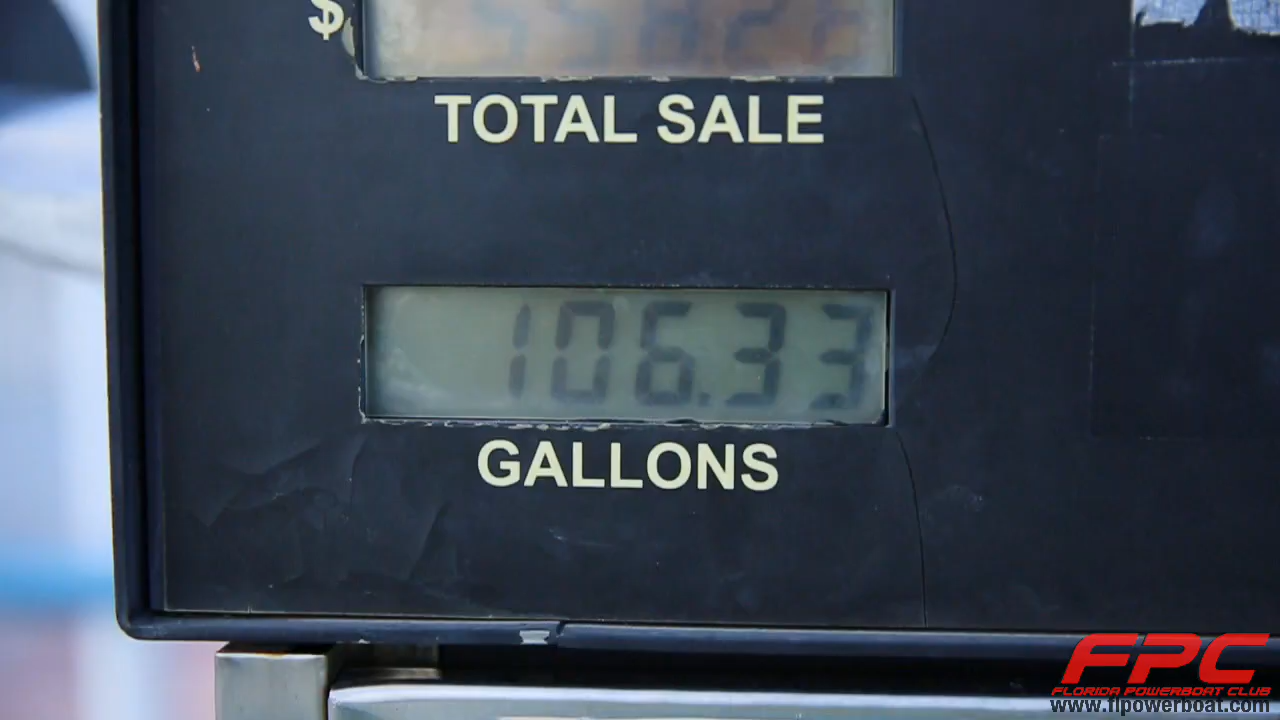 $
TOTAL SALE
106.33
GALLONS
FPC
FLORIDA POWERBOAT CLUB
www.flpowerboat.com